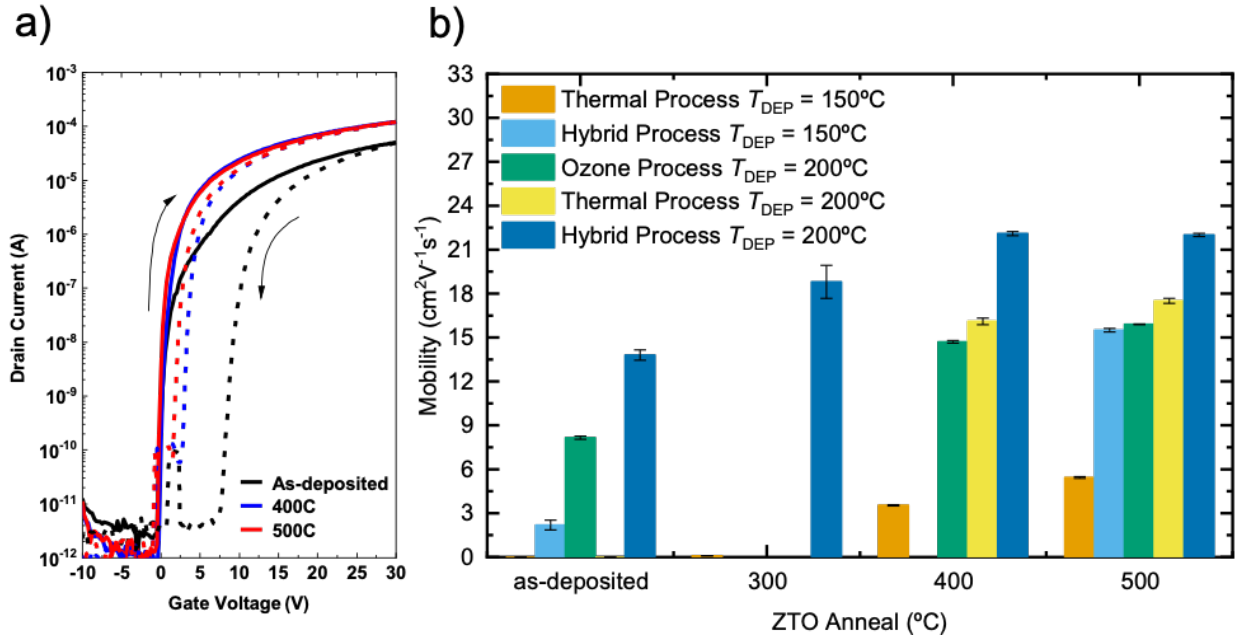 a)
10⁻³
10⁻⁴
10⁻⁵
10⁻⁶
10⁻⁷
10⁻⁸
10⁻⁹
10⁻¹⁰
10⁻¹¹
10⁻¹²
Drain Current (A)
As-deposited
400C
500C
-10 -5 0 5 10 15 20 25 30
Gate Voltage (V)
b)
33
30
27
24
21
18
15
12
9
6
3
0
Mobility (cm²V⁻¹s⁻¹)
Thermal Process T_DEP = 150ºC
Hybrid Process T_DEP = 150ºC
Ozone Process T_DEP = 200ºC
Thermal Process T_DEP = 200ºC
Hybrid Process T_DEP = 200ºC
as-deposited 300 400 500
ZTO Anneal (ºC)